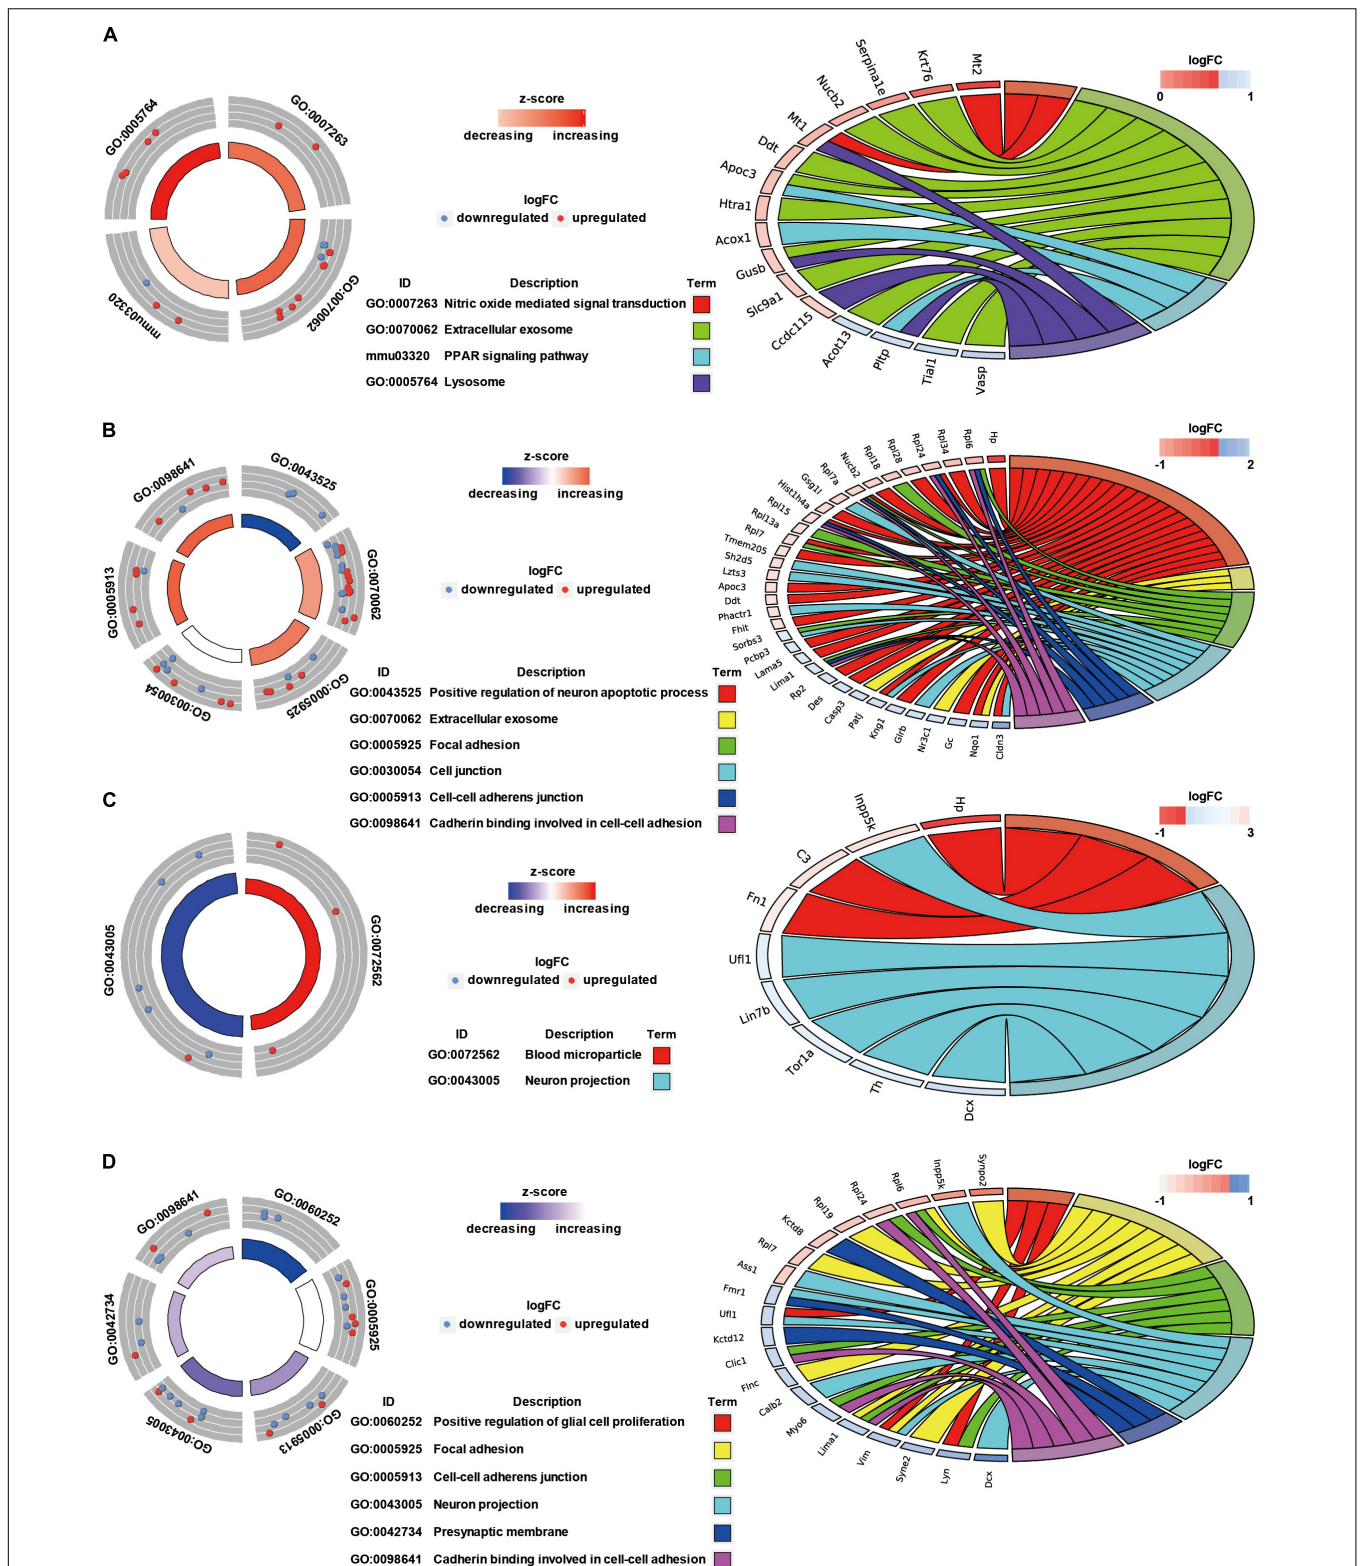 A
GO:0005764
GO:0007263
mmu03320
GO:0070062
z-score
decreasing increasing
logFC
downregulated upregulated
ID Description Term
GO:0007263 Nitric oxide mediated signal transduction
GO:0070062 Extracellular exosome
mmu03320 PPAR signaling pathway
GO:0005764 Lysosome
Mt2
Krt76
Serpina1e
Nucb2
Mt1
Ddt
Apoc3
Htra1
Acox1
Gusb
Slc9a1
Ccdc115
Acot13
Pltp
Tial1
Vasp
logFC
0 1
B
GO:0098641
GO:0043525
GO:0005913
GO:0070062
GO:0030054
GO:0005925
z-score
decreasing increasing
logFC
downregulated upregulated
ID Description Term
GO:0043525 Positive regulation of neuron apoptotic process
GO:0070062 Extracellular exosome
GO:0005925 Focal adhesion
GO:0030054 Cell junction
GO:0005913 Cell-cell adherens junction
GO:0098641 Cadherin binding involved in cell-cell adhesion
Hp
Rpl6
Rpl34
Rpl24
Rpl28
Rpl18
Nucb2
Rpl7a
Gsg1l
Hist1h4a
Rpl15
Rpl13a
Rpl7
Tmem205
Sh2d5
Lzts3
Apoc3
Ddt
Phactr1
Fhit
Sorbs3
Pcbp3
Lama5
Lima1
Rp2
Des
Casp3
Patj
Kng1
Glrb
Nr3c1
Gc
Nqo1
Cldn3
logFC
-1 2
C
GO:0043005
GO:0072562
z-score
decreasing increasing
logFC
downregulated upregulated
ID Description Term
GO:0072562 Blood microparticle
GO:0043005 Neuron projection
Hp
Inpp5k
C3
Fn1
Ufl1
Lin7b
Tor1a
Th
Dcx
logFC
-1 3
D
GO:0098641
GO:0060252
GO:0042734
GO:0005925
GO:0043005
GO:0005913
z-score
decreasing increasing
logFC
downregulated upregulated
ID Description Term
GO:0060252 Positive regulation of glial cell proliferation
GO:0005925 Focal adhesion
GO:0005913 Cell-cell adherens junction
GO:0043005 Neuron projection
GO:0042734 Presynaptic membrane
GO:0098641 Cadherin binding involved in cell-cell adhesion
Synpo2
Inpp5k
Rpl6
Rpl24
Rpl19
Kctd8
Rpl7
Ass1
Fmr1
Ufl1
Kctd12
Clic1
Flnc
Calb2
Myo6
Lima1
Vim
Syne2
Lyn
Dcx
logFC
-1 1